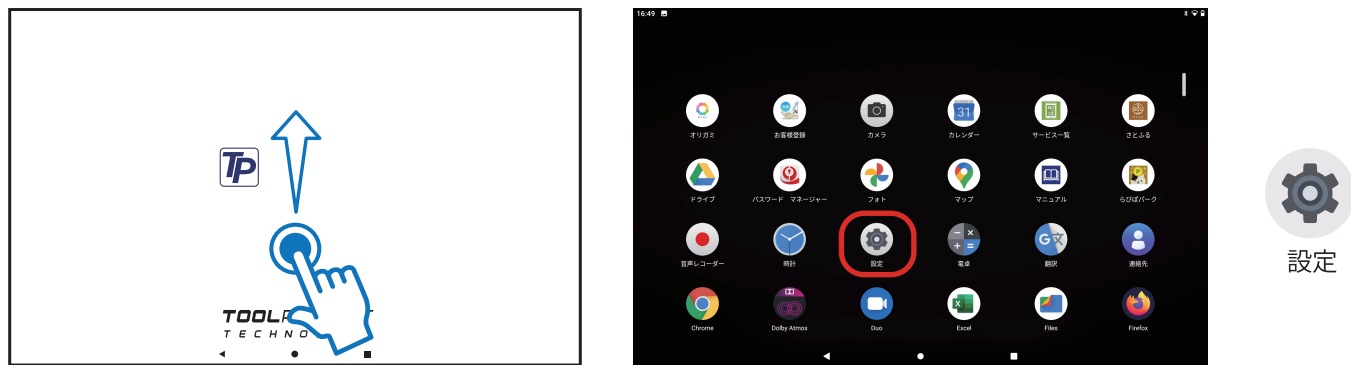 TP
TOOL
TECHNO
16:49
31
オリガミ
お客様登録
カメラ
カレンダー
サービス一覧
さとふる
ドライブ
パスワード マネージャー
フォト
マップ
マニュアル
らびぽパーク
音声レコーダー
時計
設定
電卓
翻訳
連絡先
Chrome
Dolby Atmos
Duo
Excel
Files
Firefox
設定